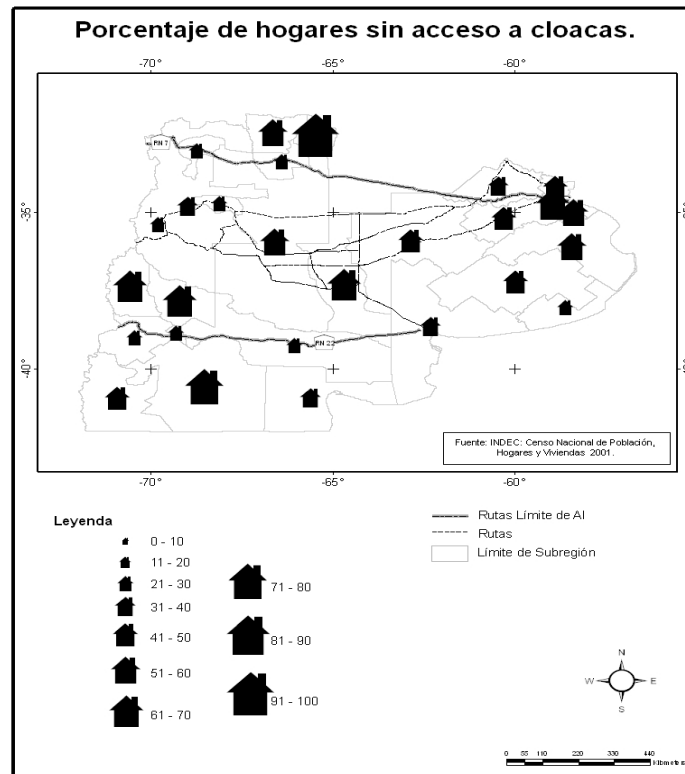 Porcentaje de hogares sin acceso a cloacas.
-70° -65° -60°
RN 7
-35° -35°
RN 22
-40° -40°
Fuente: INDEC: Censo Nacional de Población,
Hogares y Viviendas 2001.
-70° -65° -60°
Leyenda
0 - 10
11 - 20
21 - 30
31 - 40
41 - 50
51 - 60
61 - 70
71 - 80
81 - 90
91 - 100
Rutas Límite de AI
Rutas
Límite de Subregión
N
W E
S
0 55 110 220 330 440